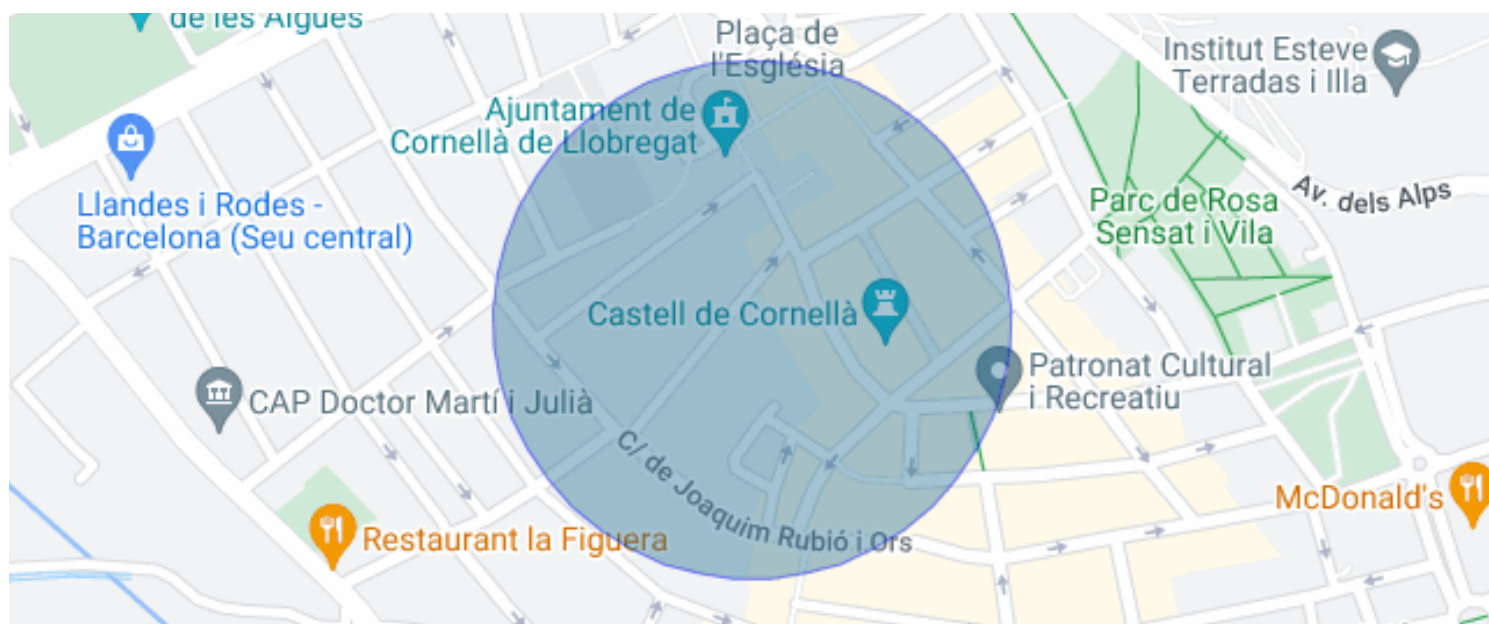 de les Aigües
Plaça de
l'Església
Institut Esteve
Terradas i Illa
Ajuntament de
Cornellà de Llobregat
Llandes i Rodes -
Barcelona (Seu central)
Av. dels Alps
Parc de Rosa
Sensat i Vila
Castell de Cornellà
Patronat Cultural
i Recreatiu
CAP Doctor Martí i Julià
C/ de Joaquim Rubió i Ors
McDonald's
Restaurant la Figuera